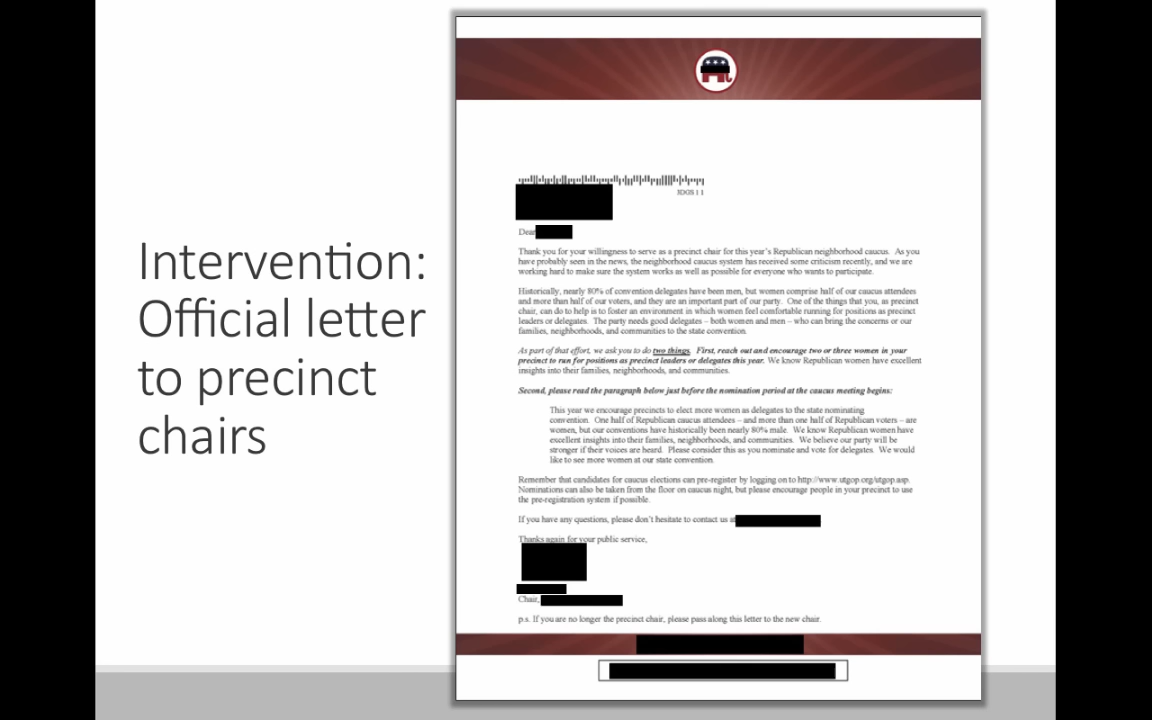 Intervention:
Official letter
to precinct
chairs
JDGS 1 1
Dear
Thank you for your willingness to serve as a precinct chair for this year's Republican neighborhood caucus. As you
have probably seen in the news, the neighborhood caucus system has received some criticism recently, and we are
working hard to make sure the system works as well as possible for everyone who wants to participate.
Historically, nearly 80% of convention delegates have been men, but women comprise half of our caucus attendees
and more than half of our voters, and they are an important part of our party. One of the things that you, as precinct
chair, can do to help is to foster an environment in which women feel comfortable running for positions as precinct
leaders or delegates. The party needs good delegates – both women and men – who can bring the concerns or our
families, neighborhoods, and communities to the state convention.
As part of that effort, we ask you to do two things. First, reach out and encourage two or three women in your
precinct to run for positions as precinct leaders or delegates this year. We know Republican women have excellent
insights into their families, neighborhoods, and communities.
Second, please read the paragraph below just before the nomination period at the caucus meeting begins:
This year we encourage precincts to elect more women as delegates to the state nominating
convention. One half of Republican caucus attendees – and more than one half of Republican voters – are
women, but our conventions have historically been nearly 80% male. We know Republican women have
excellent insights into their families, neighborhoods, and communities. We believe our party will be
stronger if their voices are heard. Please consider this as you nominate and vote for delegates. We would
like to see more women at our state convention.
Remember that candidates for caucus elections can pre-register by logging on to http://www.utgop.org/utgop.asp.
Nominations can also be taken from the floor on caucus night, but please encourage people in your precinct to use
the pre-registration system if possible.
If you have any questions, please don't hesitate to contact us at
Thanks again for your public service,
Chair,
p.s. If you are no longer the precinct chair, please pass along this letter to the new chair.